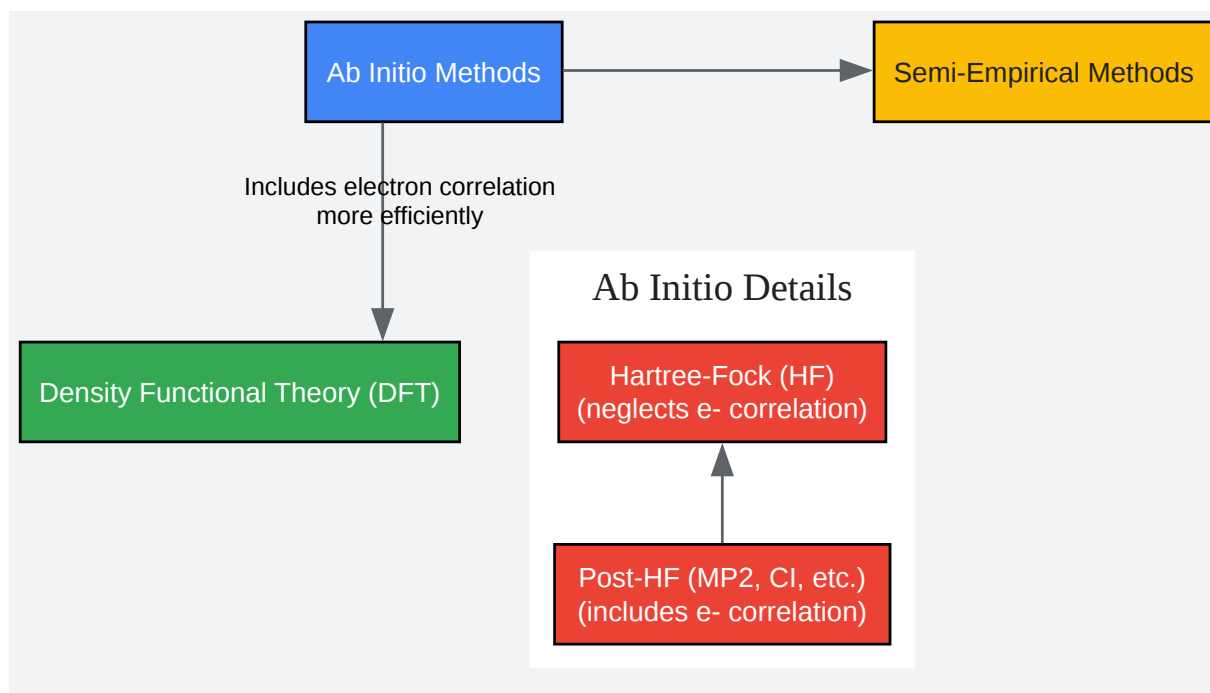 Ab Initio Methods
Semi-Empirical Methods
Includes electron correlation
more efficiently
Ab Initio Details
Density Functional Theory (DFT)
Hartree-Fock (HF)
(neglects e- correlation)
Post-HF (MP2, CI, etc.)
(includes e- correlation)